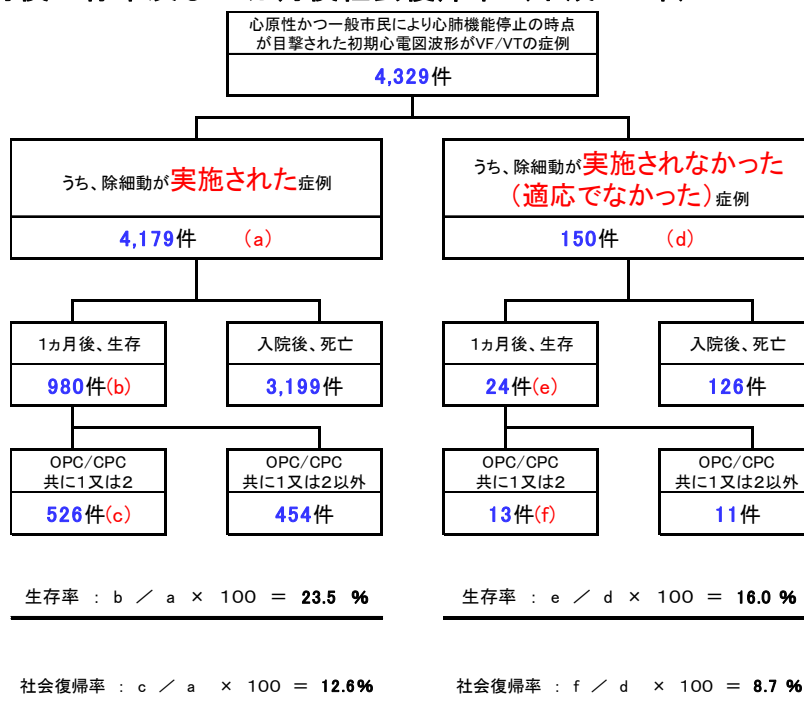 心原性かつ一般市民により心肺機能停止の時点
が目撃された初期心電図波形がVF/VTの症例
4,329件
うち、除細動が実施された症例
4,179件 (a)
うち、除細動が実施されなかった
(適応でなかった)症例
150件 (d)
1ヵ月後、生存
980件(b)
入院後、死亡
3,199件
1ヵ月後、生存
24件(e)
入院後、死亡
126件
OPC/CPC
共に1又は2
526件(c)
OPC/CPC
共に1又は2以外
454件
OPC/CPC
共に1又は2
13件(f)
OPC/CPC
共に1又は2以外
11件
生存率 : b / a × 100 = 23.5 %
生存率 : e / d × 100 = 16.0 %
社会復帰率 : c / a × 100 = 12.6%
社会復帰率 : f / d × 100 = 8.7 %